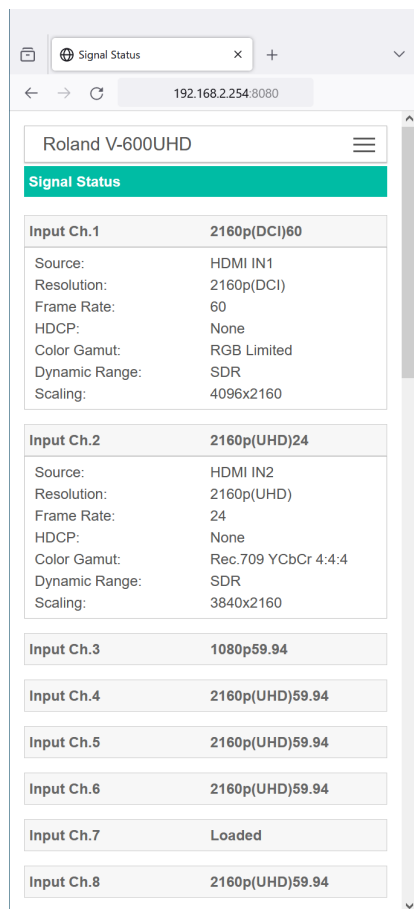 Signal Status
192.168.2.254:8080
Roland V-600UHD
Signal Status
Input Ch.1 2160p(DCI)60
Source: HDMI IN1
Resolution: 2160p(DCI)
Frame Rate: 60
HDCP: None
Color Gamut: RGB Limited
Dynamic Range: SDR
Scaling: 4096x2160
Input Ch.2 2160p(UHD)24
Source: HDMI IN2
Resolution: 2160p(UHD)
Frame Rate: 24
HDCP: None
Color Gamut: Rec.709 YCbCr 4:4:4
Dynamic Range: SDR
Scaling: 3840x2160
Input Ch.3 1080p59.94
Input Ch.4 2160p(UHD)59.94
Input Ch.5 2160p(UHD)59.94
Input Ch.6 2160p(UHD)59.94
Input Ch.7 Loaded
Input Ch.8 2160p(UHD)59.94